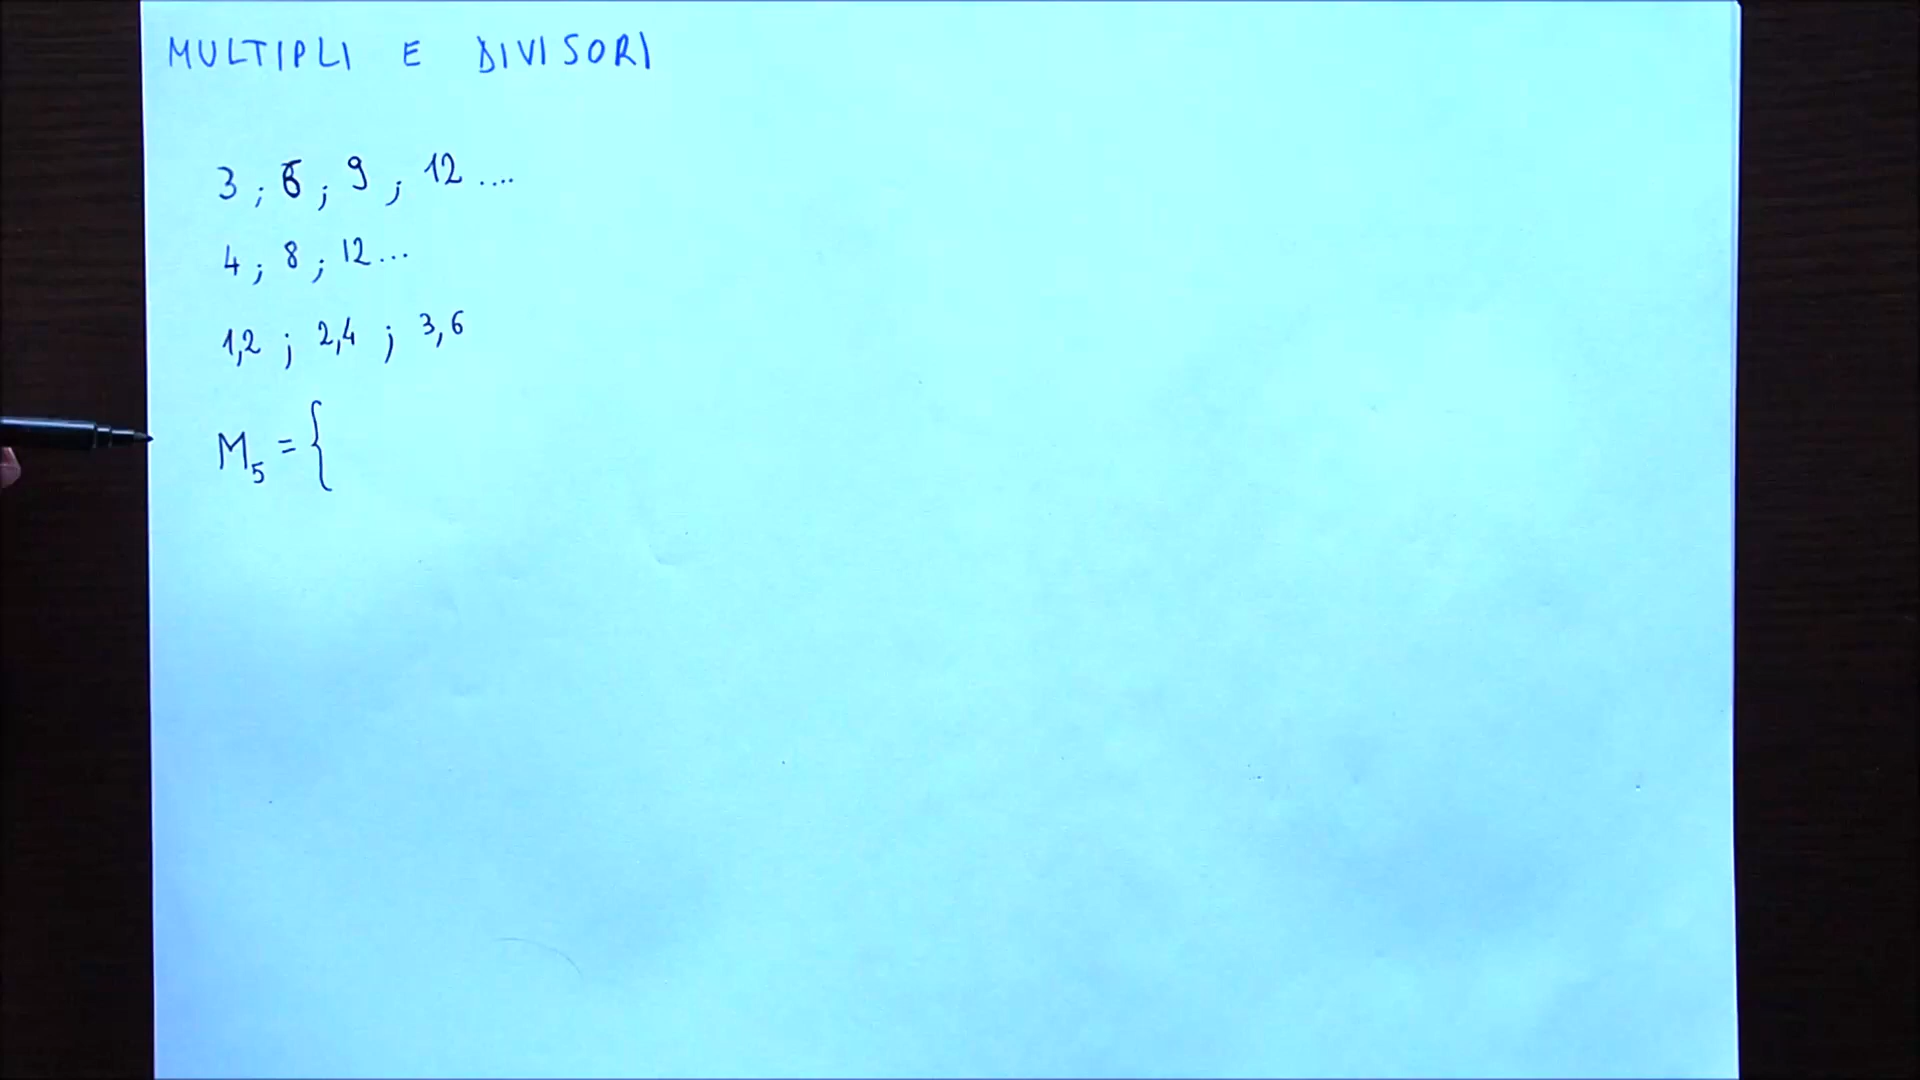 MULTIPLI E DIVISORI
3 ; 6 ; 9 ; 12 ....
4 ; 8 ; 12 ...
1,2 ; 2,4 ; 3,6
M₅ = {